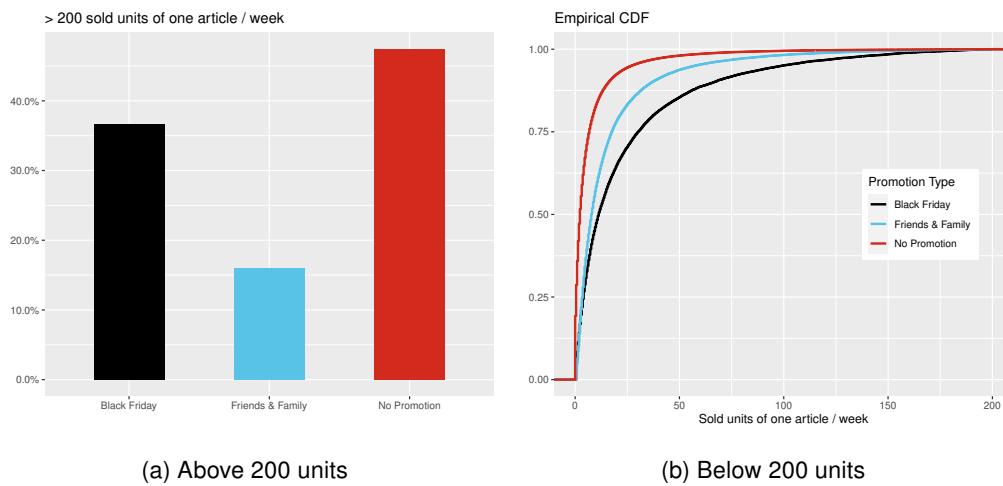 > 200 sold units of one article / week
40.0%
30.0%
20.0%
10.0%
0.0%
Black Friday
Friends & Family
No Promotion
(a) Above 200 units
Empirical CDF
1.00
0.75
0.50
0.25
0.00
Promotion Type
Black Friday
Friends & Family
No Promotion
0
50
100
150
200
Sold units of one article / week
(b) Below 200 units